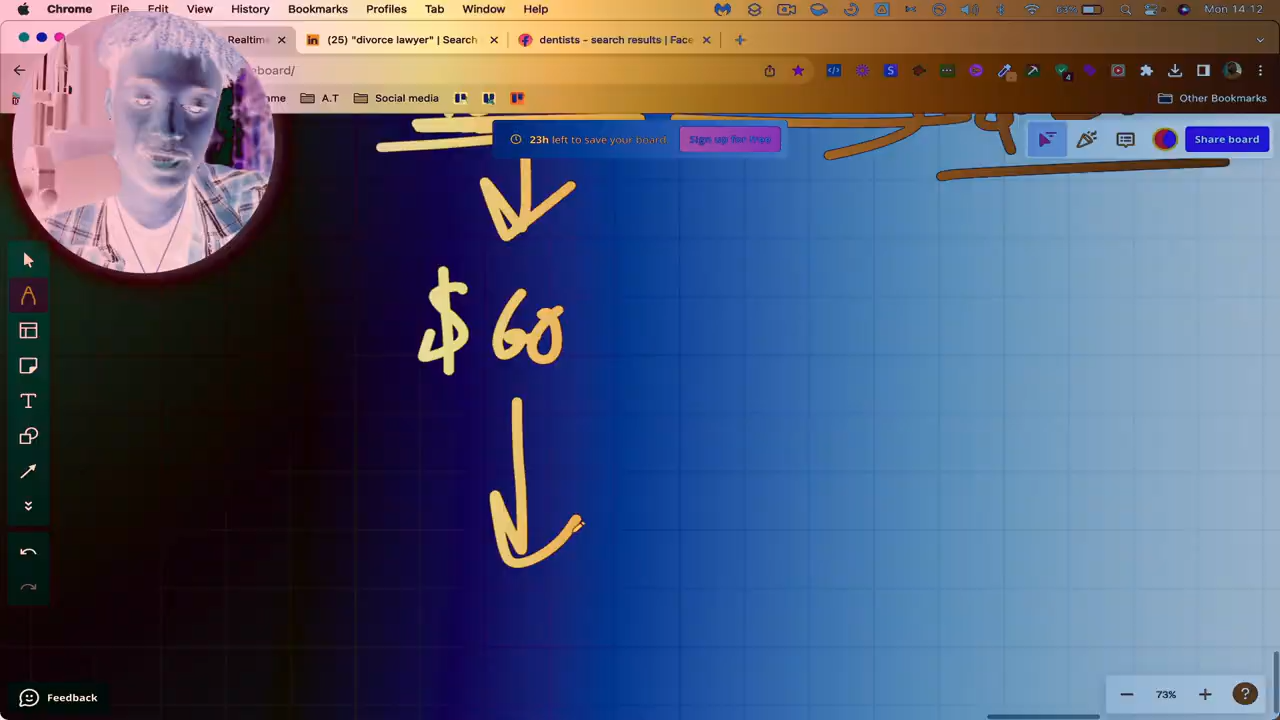 Chrome File Edit View History Bookmarks Profiles Tab Window Help 63% Mon 14 12
Realtime (25) "divorce lawyer" | Search dentists – search results | Face
eboard/
me A.T Social media Other Bookmarks
23h left to save your board Sign up for free Share board
$ 60
Feedback
73%